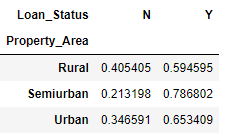 Loan_Status N Y
Property_Area
Rural 0.405405 0.594595
Semiurban 0.213198 0.786802
Urban 0.346591 0.653409